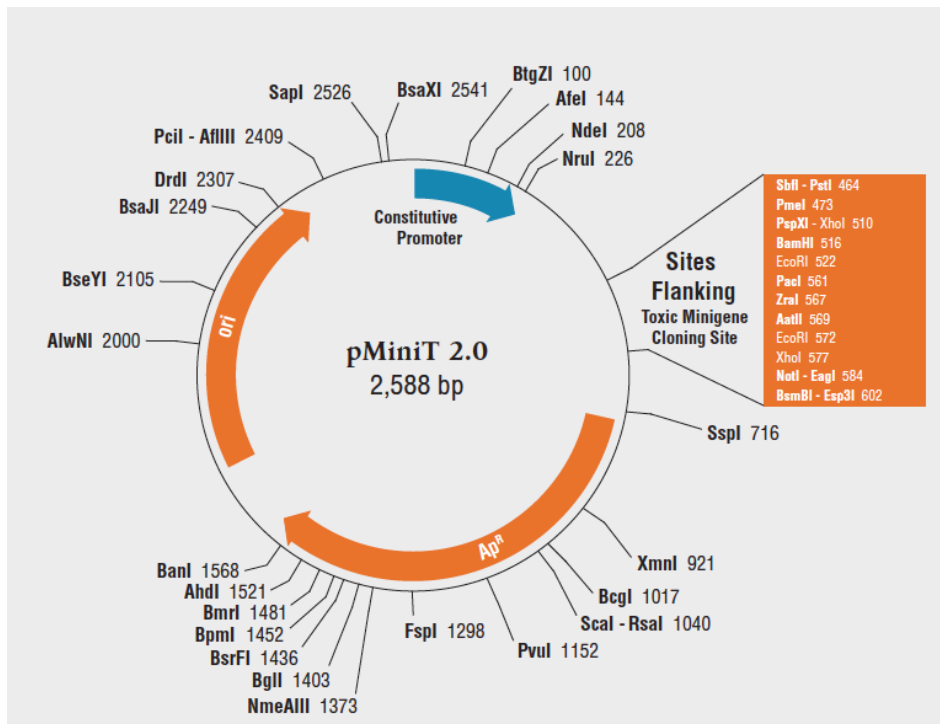 BtgZI 100
AfeI 144
NdeI 208
NruI 226
SbfI - PstI 464
PmeI 473
PspXI - XhoI 510
BamHI 516
EcoRI 522
PacI 561
ZraI 567
AatII 569
EcoRI 572
XhoI 577
NotI - EagI 584
BsmBI - Esp3I 602
Sites
Flanking
Toxic Minigene
Cloning Site
SspI 716
XmnI 921
BcgI 1017
ScaI - RsaI 1040
PvuI 1152
FspI 1298
NmeAIII 1373
BglI 1403
BsrFI 1436
BpmI 1452
BmrI 1481
AhdI 1521
BanI 1568
AlwNI 2000
BseYI 2105
BsaJI 2249
DrdI 2307
PciI - AflIII 2409
SapI 2526
BsaXI 2541
Constitutive
Promoter
ori
pMiniT 2.0
2,588 bp
ApR